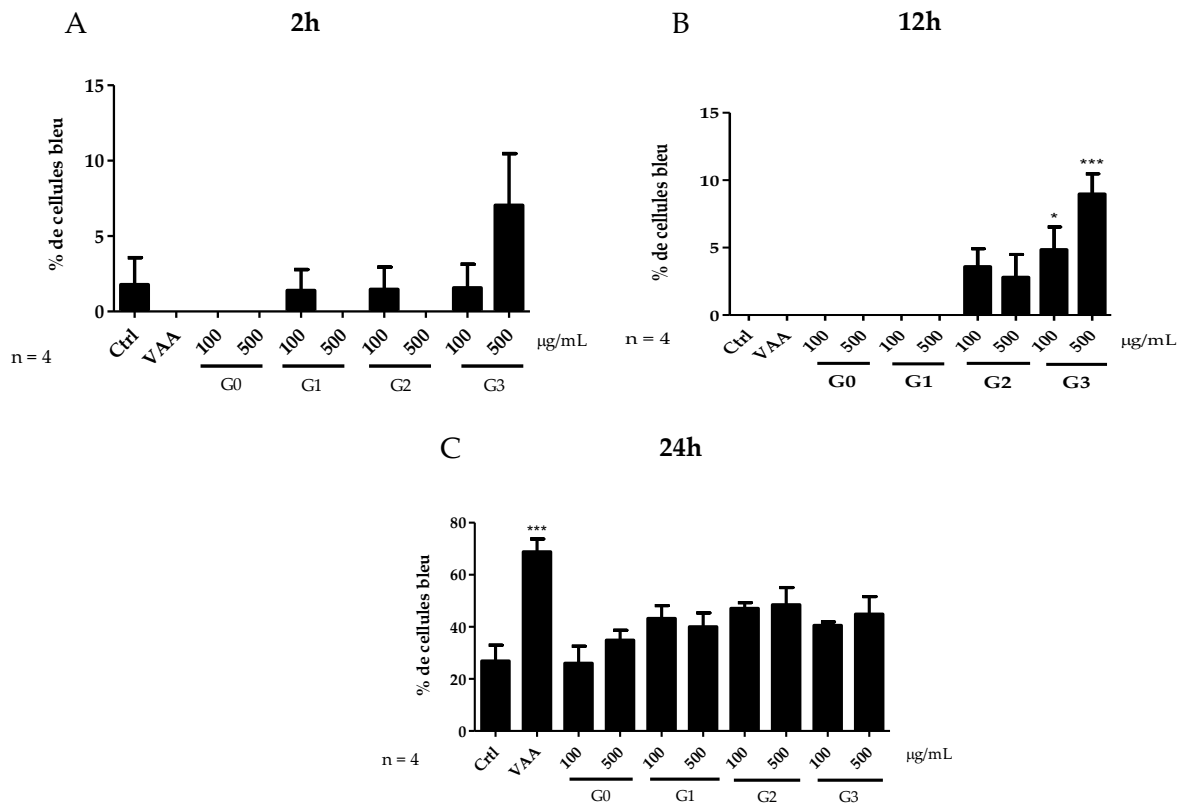 A
2h
% de cellules bleu
15
10
5
0
Ctrl VAA 100 500 100 500 100 500 100 500 µg/mL
n = 4
G0 G1 G2 G3
B
12h
% de cellules bleu
15
10
5
0
***
*
Ctrl VAA 100 500 100 500 100 500 100 500 µg/mL
n = 4
G0 G1 G2 G3
C
24h
% de cellules bleu
80
60
40
20
0
***
Crtl VAA 100 500 100 500 100 500 100 500 µg/mL
n = 4
G0 G1 G2 G3